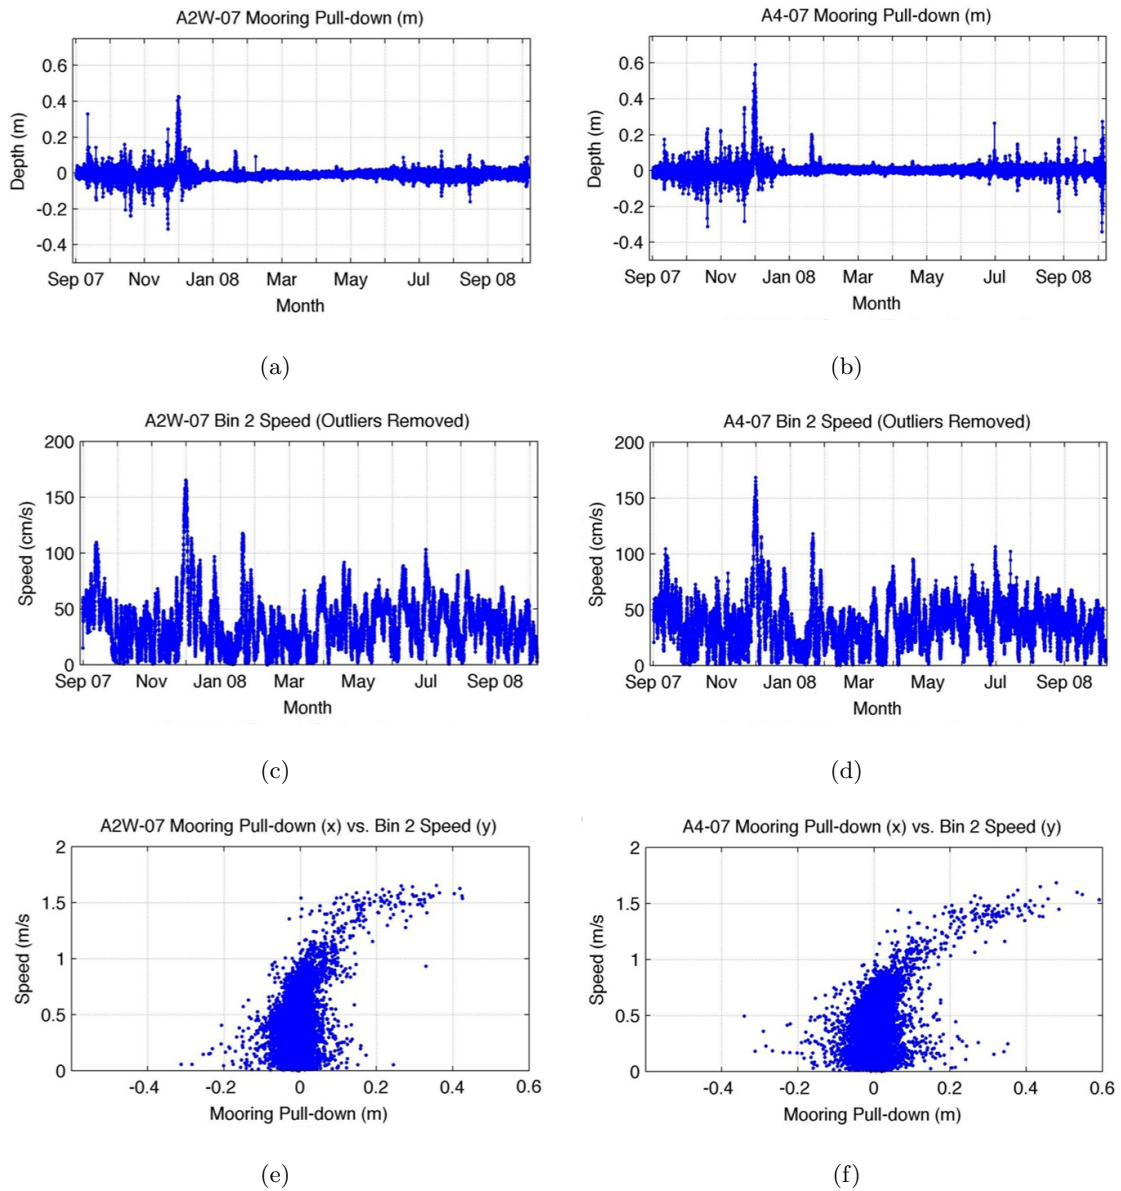 A2W-07 Mooring Pull-down (m)
0.6
0.4
0.2
0
-0.2
-0.4
Depth (m)
Sep 07 Nov Jan 08 Mar May Jul Sep 08
Month
(a)
A4-07 Mooring Pull-down (m)
0.6
0.4
0.2
0
-0.2
-0.4
Depth (m)
Sep 07 Nov Jan 08 Mar May Jul Sep 08
Month
(b)
A2W-07 Bin 2 Speed (Outliers Removed)
200
150
100
50
0
Speed (cm/s)
Sep 07 Nov Jan 08 Mar May Jul Sep 08
Month
(c)
A4-07 Bin 2 Speed (Outliers Removed)
200
150
100
50
0
Speed (cm/s)
Sep 07 Nov Jan 08 Mar May Jul Sep 08
Month
(d)
A2W-07 Mooring Pull-down (x) vs. Bin 2 Speed (y)
2
1.5
1
0.5
0
Speed (m/s)
-0.4 -0.2 0 0.2 0.4 0.6
Mooring Pull-down (m)
(e)
A4-07 Mooring Pull-down (x) vs. Bin 2 Speed (y)
2
1.5
1
0.5
0
Speed (m/s)
-0.4 -0.2 0 0.2 0.4 0.6
Mooring Pull-down (m)
(f)